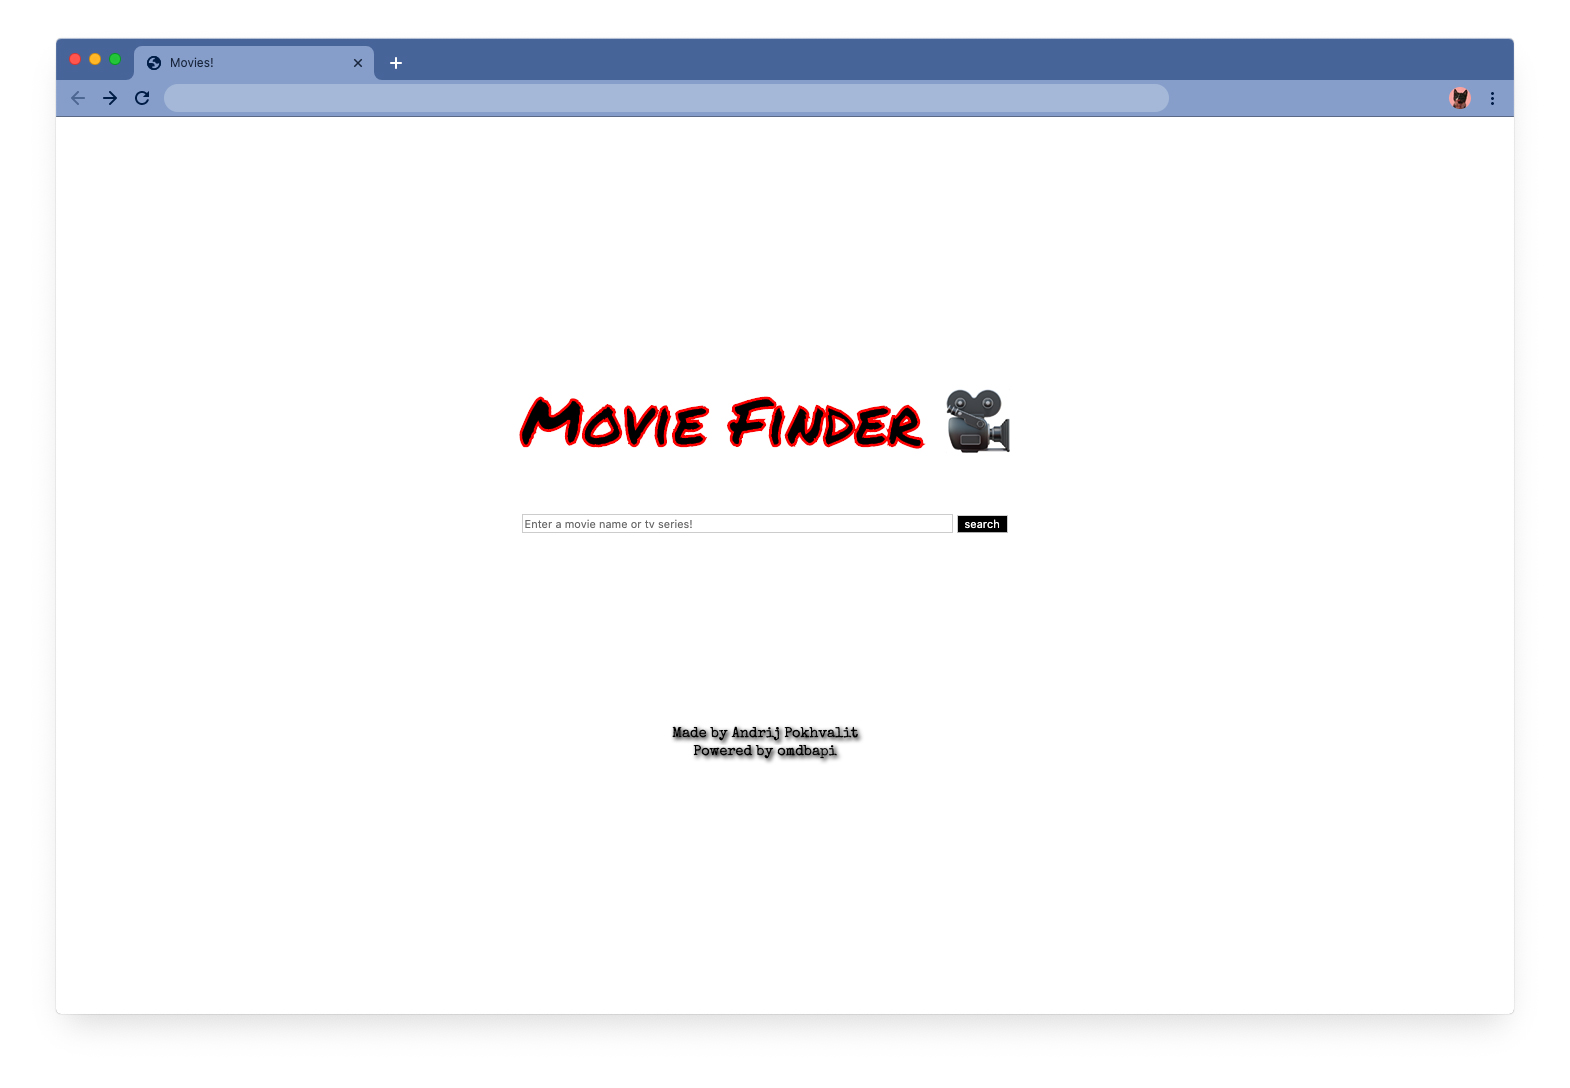 Movies!
Movie Finder
Enter a movie name or tv series!
search
Made by Andrij Pokhvalit
Powered by omdbapi